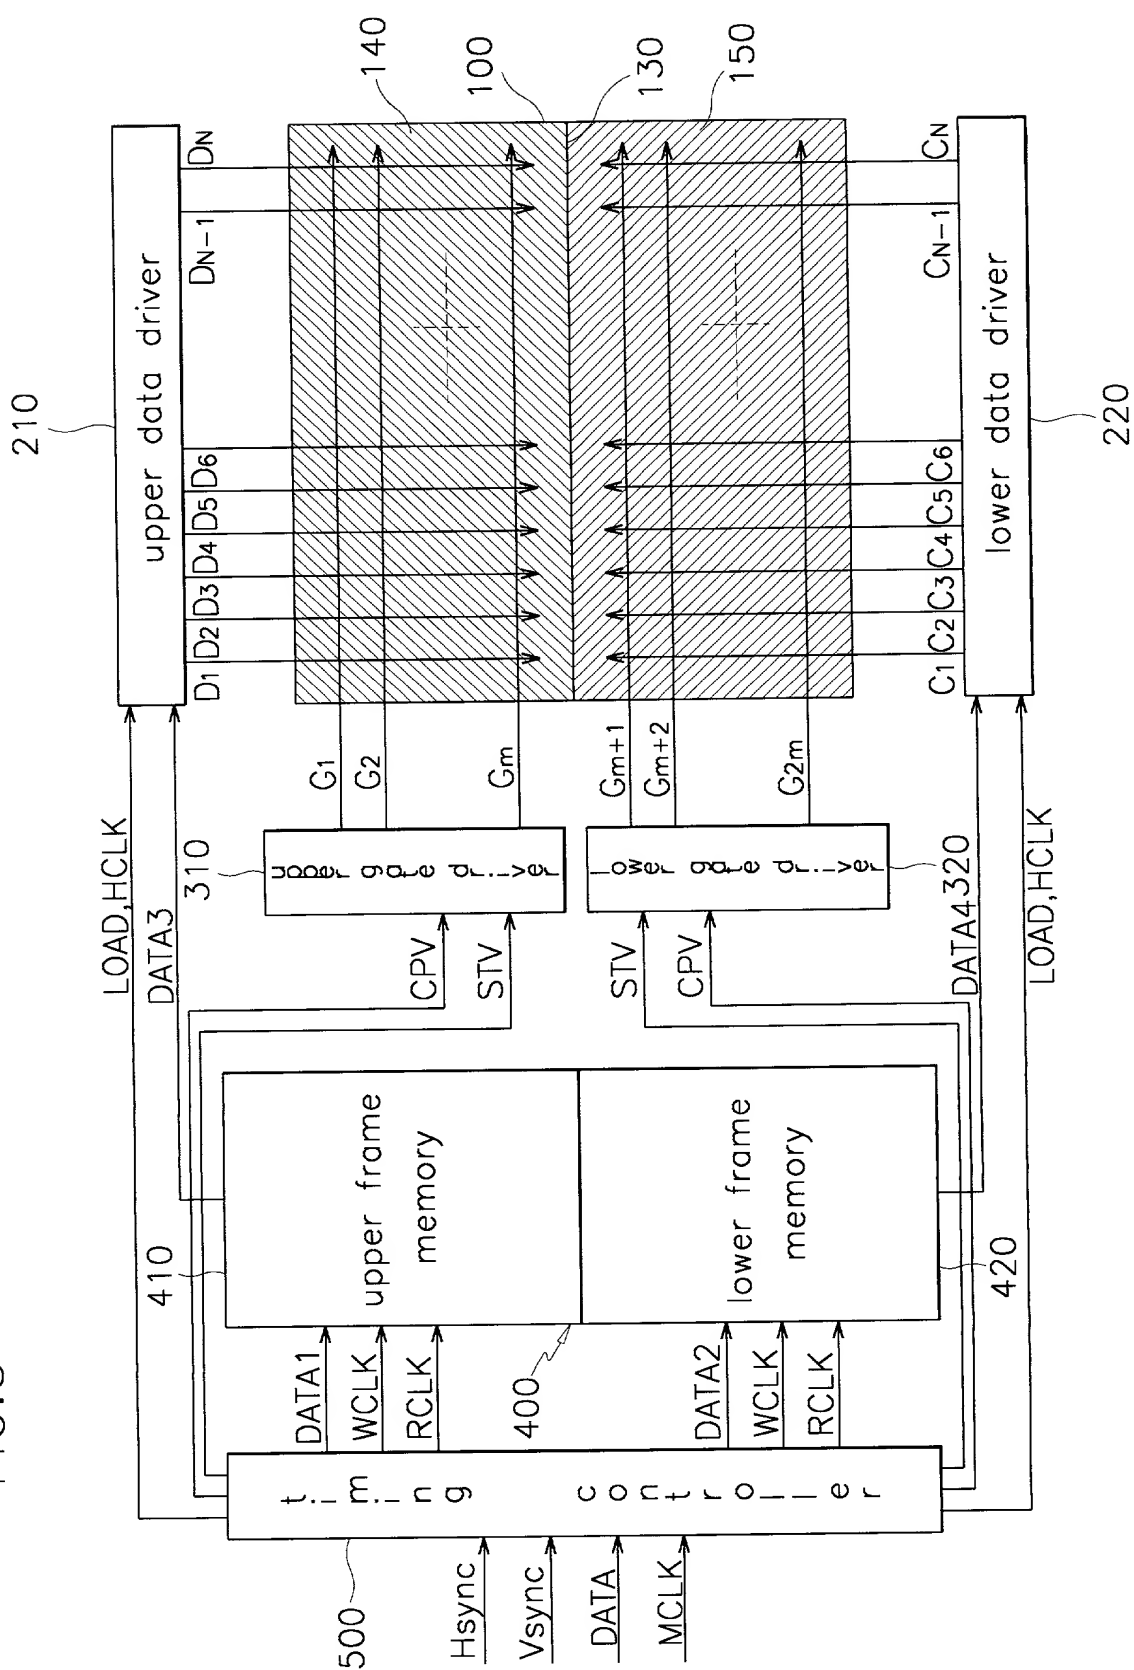 140
100
130
150
210
upper data driver
D1
D2
D3
D4
D5
D6
DN-1
DN
LOAD,HCLK
DATA3
310
upper gate driver
G1
G2
Gm
CPV
STV
lower gate driver
320
Gm+1
Gm+2
G2m
STV
CPV
C1
C2
C3
C4
C5
C6
CN-1
CN
lower data driver
220
DATA4
LOAD,HCLK
410
upper frame
memory
lower frame
memory
420
400
DATA1
WCLK
RCLK
DATA2
WCLK
RCLK
timing controller
500
Hsync
Vsync
DATA
MCLK